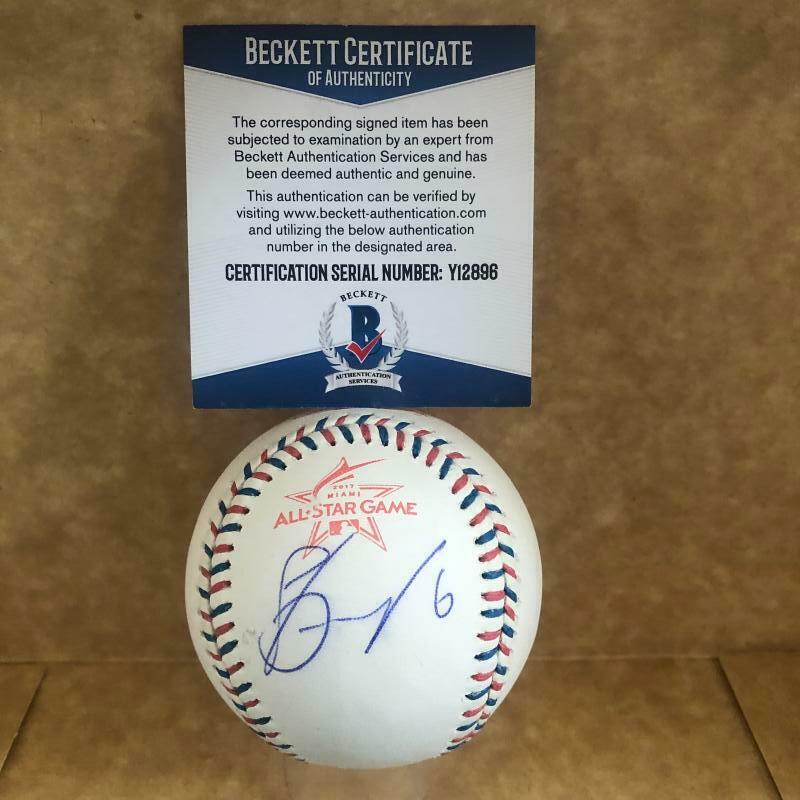 BECKETT CERTIFICATE
OF AUTHENTICITY
The corresponding signed item has been
subjected to examination by an expert from
Beckett Authentication Services and has
been deemed authentic and genuine.
This authentication can be verified by
visiting www.beckett-authentication.com
and utilizing the below authentication
number in the designated area.
CERTIFICATION SERIAL NUMBER: Y12896
BECKETT
B
AUTHENTICATION
SERVICES
2017
MIAMI
ALL-STAR GAME
6